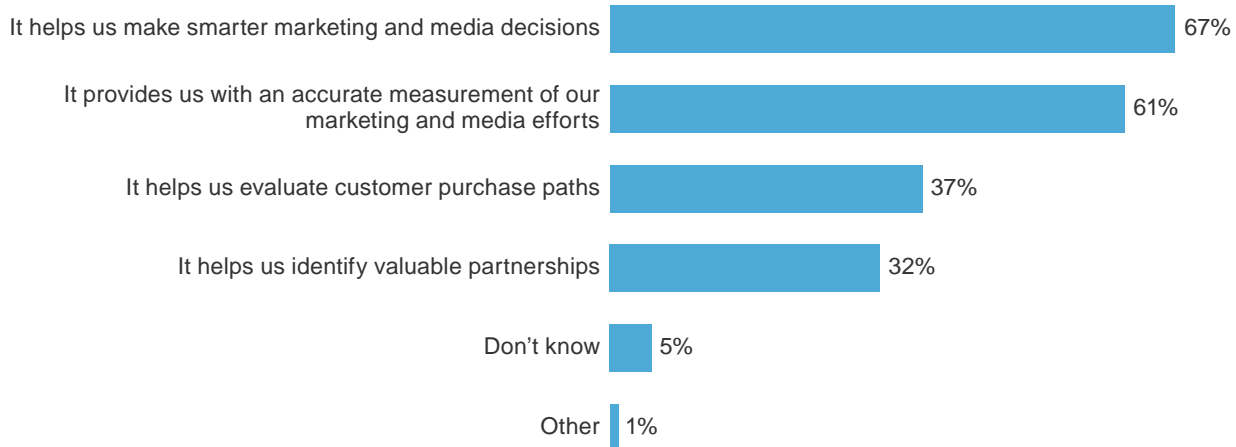 It helps us make smarter marketing and media decisions 67%
It provides us with an accurate measurement of our
marketing and media efforts 61%
It helps us evaluate customer purchase paths 37%
It helps us identify valuable partnerships 32%
Don’t know 5%
Other 1%